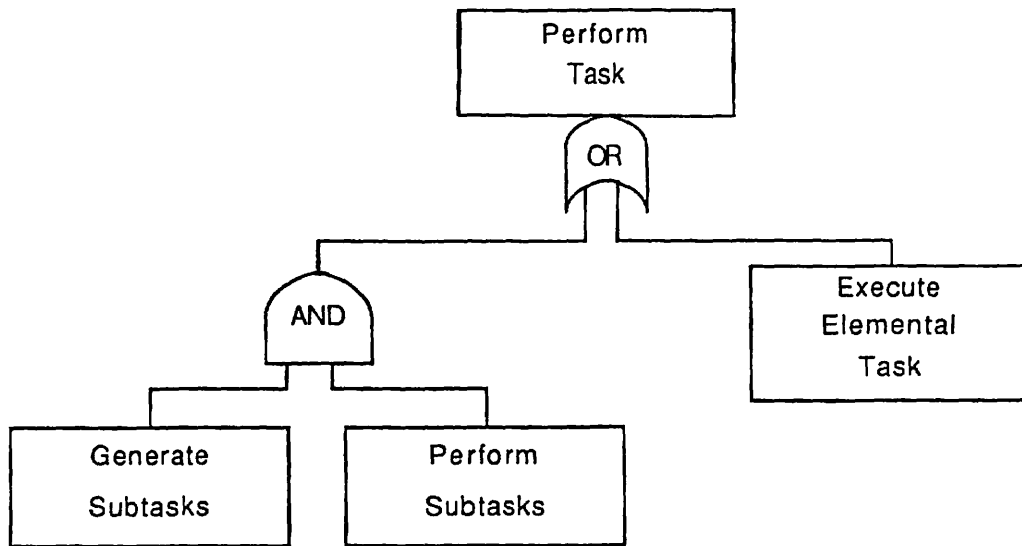 Perform
Task
OR
AND
Execute
Elemental
Task
Generate
Subtasks
Perform
Subtasks